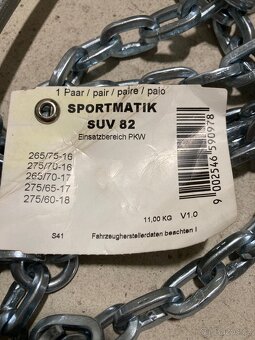 1 Paar / pair / paire / paio
SPORTMATIK
SUV 82
Einsatzbereich PKW
265/75-16
275/70-16
265/70-17
275/65-17
275/60-18
11,00 KG V1.0
S41 Fahrzeugherstellerdaten beachten !
9 002546 590978